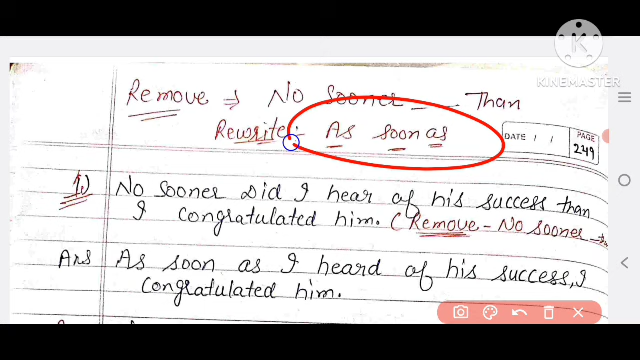 KINEMASTER
Remove → No Sooner _ _ Than
Rewrite:- As soon as
DATE / / PAGE 249
1.) No Sooner Did I hear of his success than
I congratulated him. (Remove - No sooner - th
Ans As soon as I heard of his success, I
congratulated him.